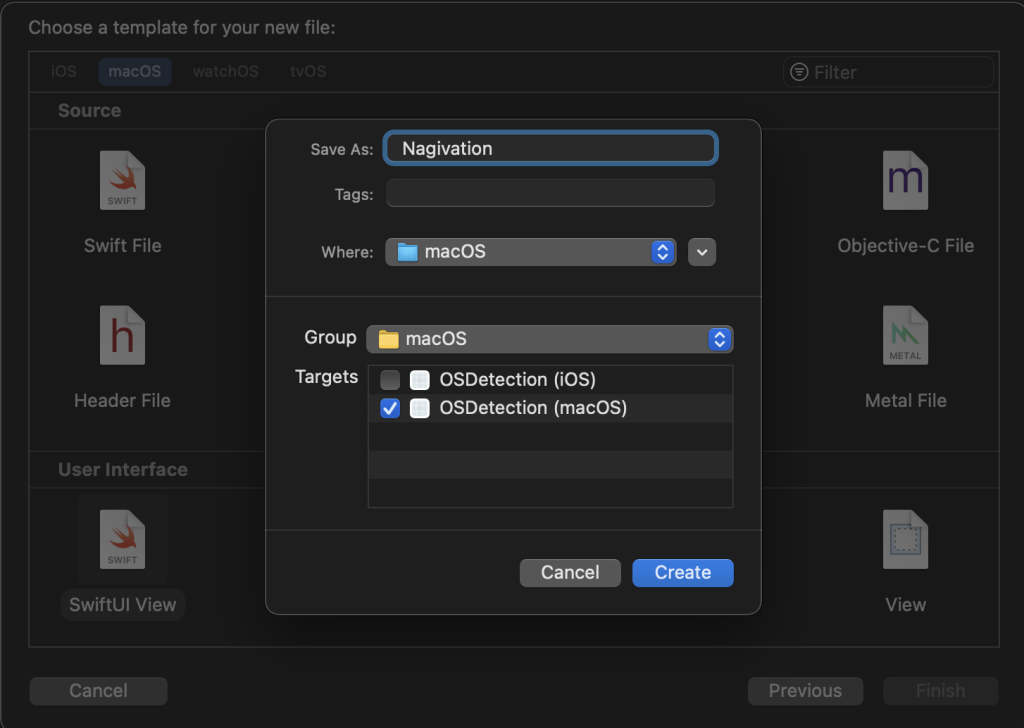 Choose a template for your new file:
iOS macOS watchOS tvOS Filter
Source
Save As: Nagivation
Tags:
SWIFT m
Swift File Objective-C File
Where: macOS
h METAL
Group macOS
Targets OSDetection (iOS)
OSDetection (macOS)
Header File Metal File
User Interface
SWIFT
Cancel Create
SwiftUI View View
Cancel Previous Finish